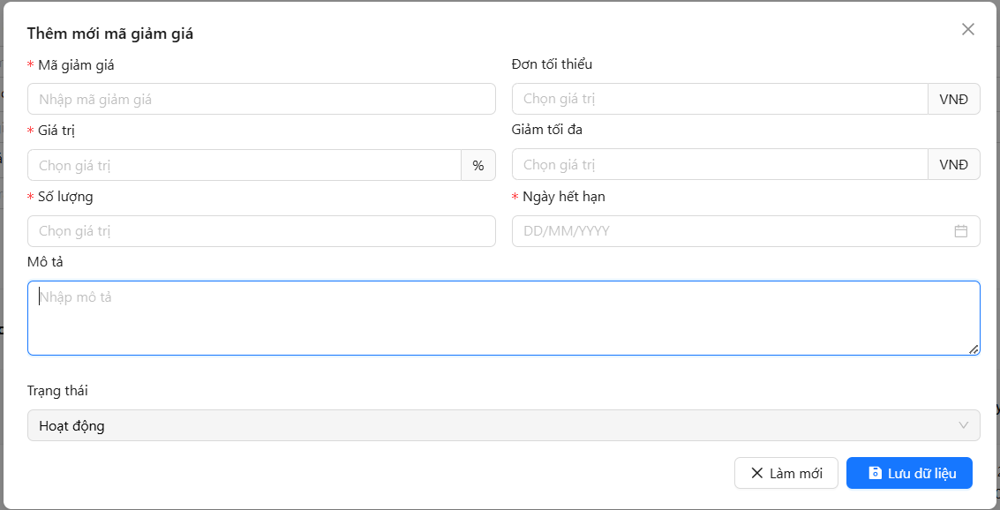 Thêm mới mã giảm giá
* Mã giảm giá
Đơn tối thiểu
Nhập mã giảm giá
Chọn giá trị
VNĐ
* Giá trị
Giảm tối đa
Chọn giá trị
%
Chọn giá trị
VNĐ
* Số lượng
* Ngày hết hạn
Chọn giá trị
DD/MM/YYYY
Mô tả
Nhập mô tả
Trạng thái
Hoạt động
Làm mới
Lưu dữ liệu